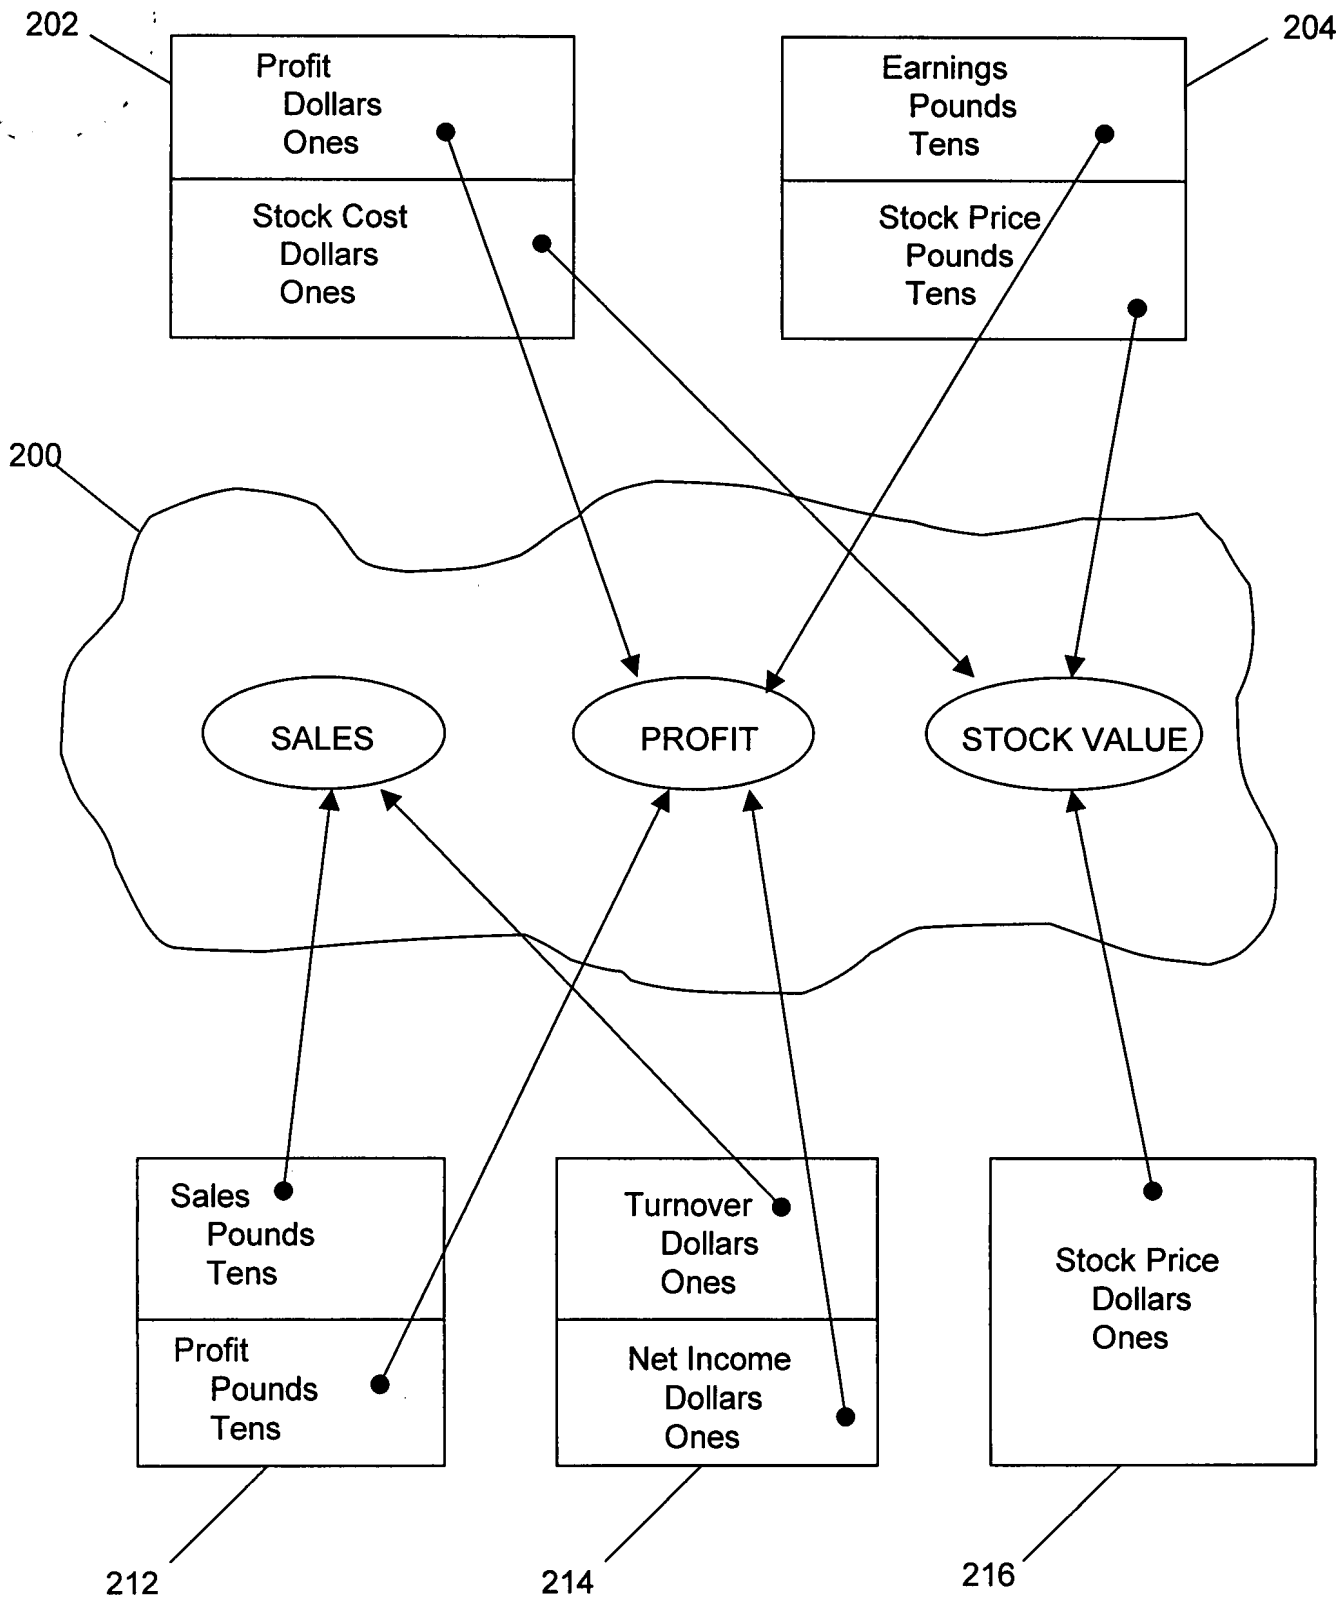 202
204
Profit
Dollars
Ones
Stock Cost
Dollars
Ones
Earnings
Pounds
Tens
Stock Price
Pounds
Tens
200
SALES
PROFIT
STOCK VALUE
Sales
Pounds
Tens
Profit
Pounds
Tens
Turnover
Dollars
Ones
Net Income
Dollars
Ones
Stock Price
Dollars
Ones
212
214
216